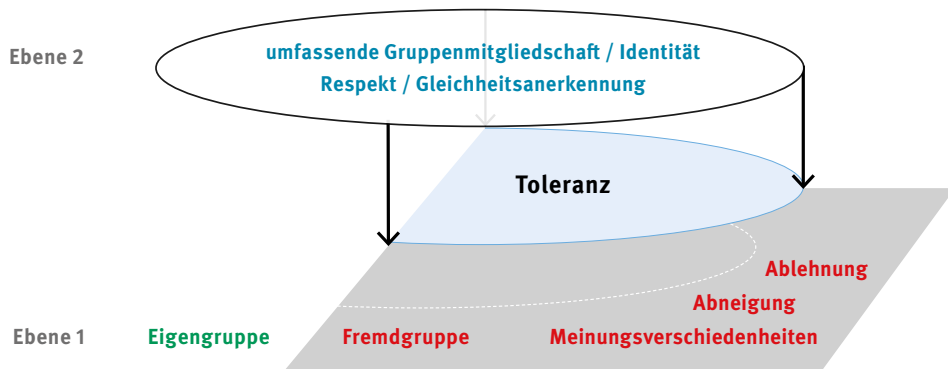 Ebene 2
umfassende Gruppenmitgliedschaft / Identität
Respekt / Gleichheitsanerkennung
Toleranz
Ablehnung
Abneigung
Ebene 1 Eigengruppe Fremdgruppe Meinungsverschiedenheiten